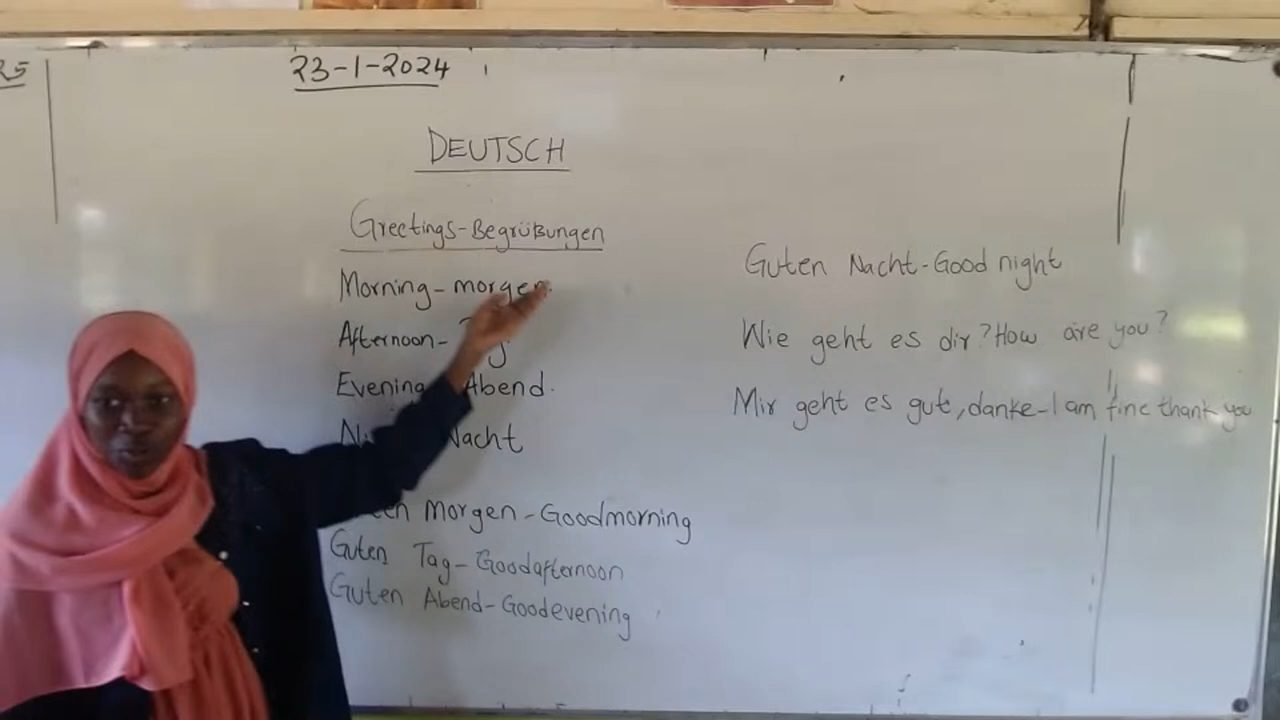 25
23-1-2024
DEUTSCH
Greetings-Begrüßungen
Morning-morgen.
Afternoon-
Evening Abend.
Nacht
Morgen-Goodmorning
Guten Tag-Goodafternoon
Guten Abend-Goodevening
Guten Nacht-Good night
Wie geht es dir? How are you?
Mir geht es gut, danke-I am fine thank you